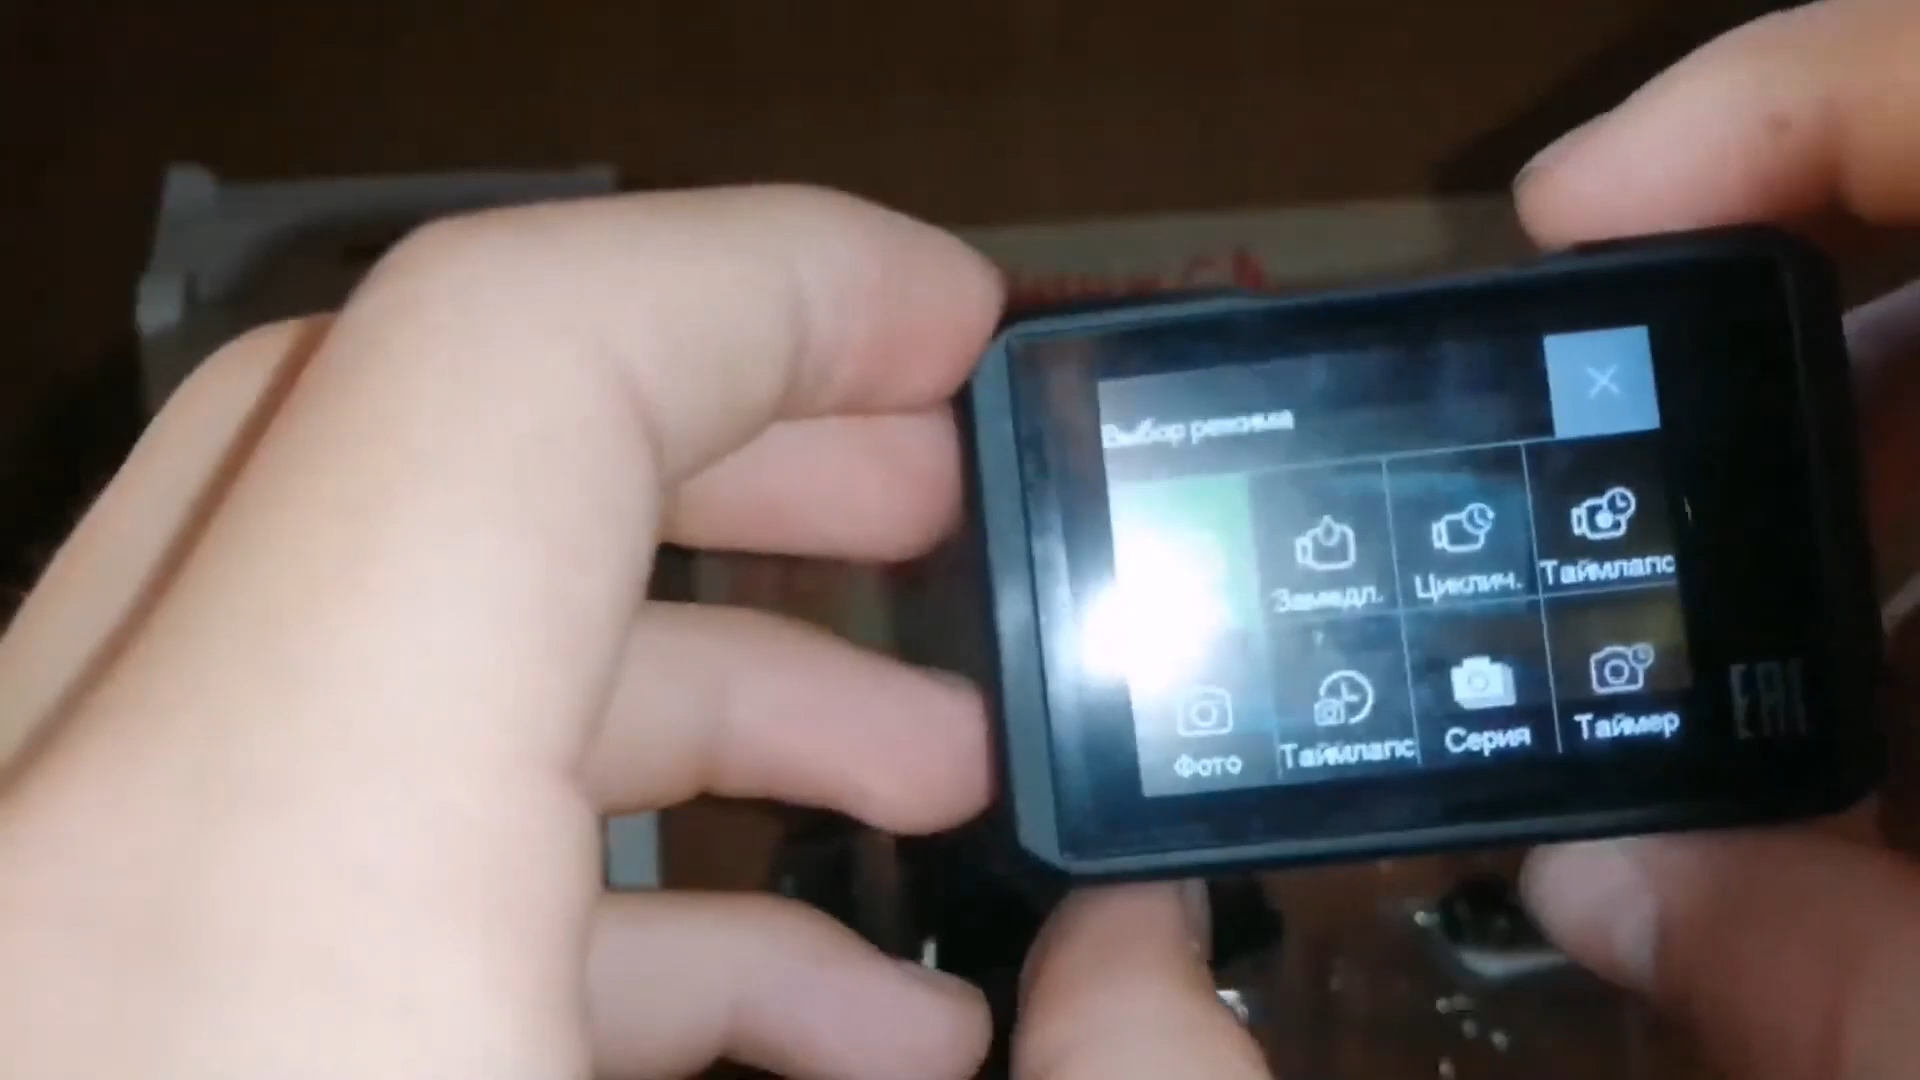 Выбор режима
Замедл.
Циклич.
Таймлапс
Фото
Таймлапс
Серия
Таймер
EAC